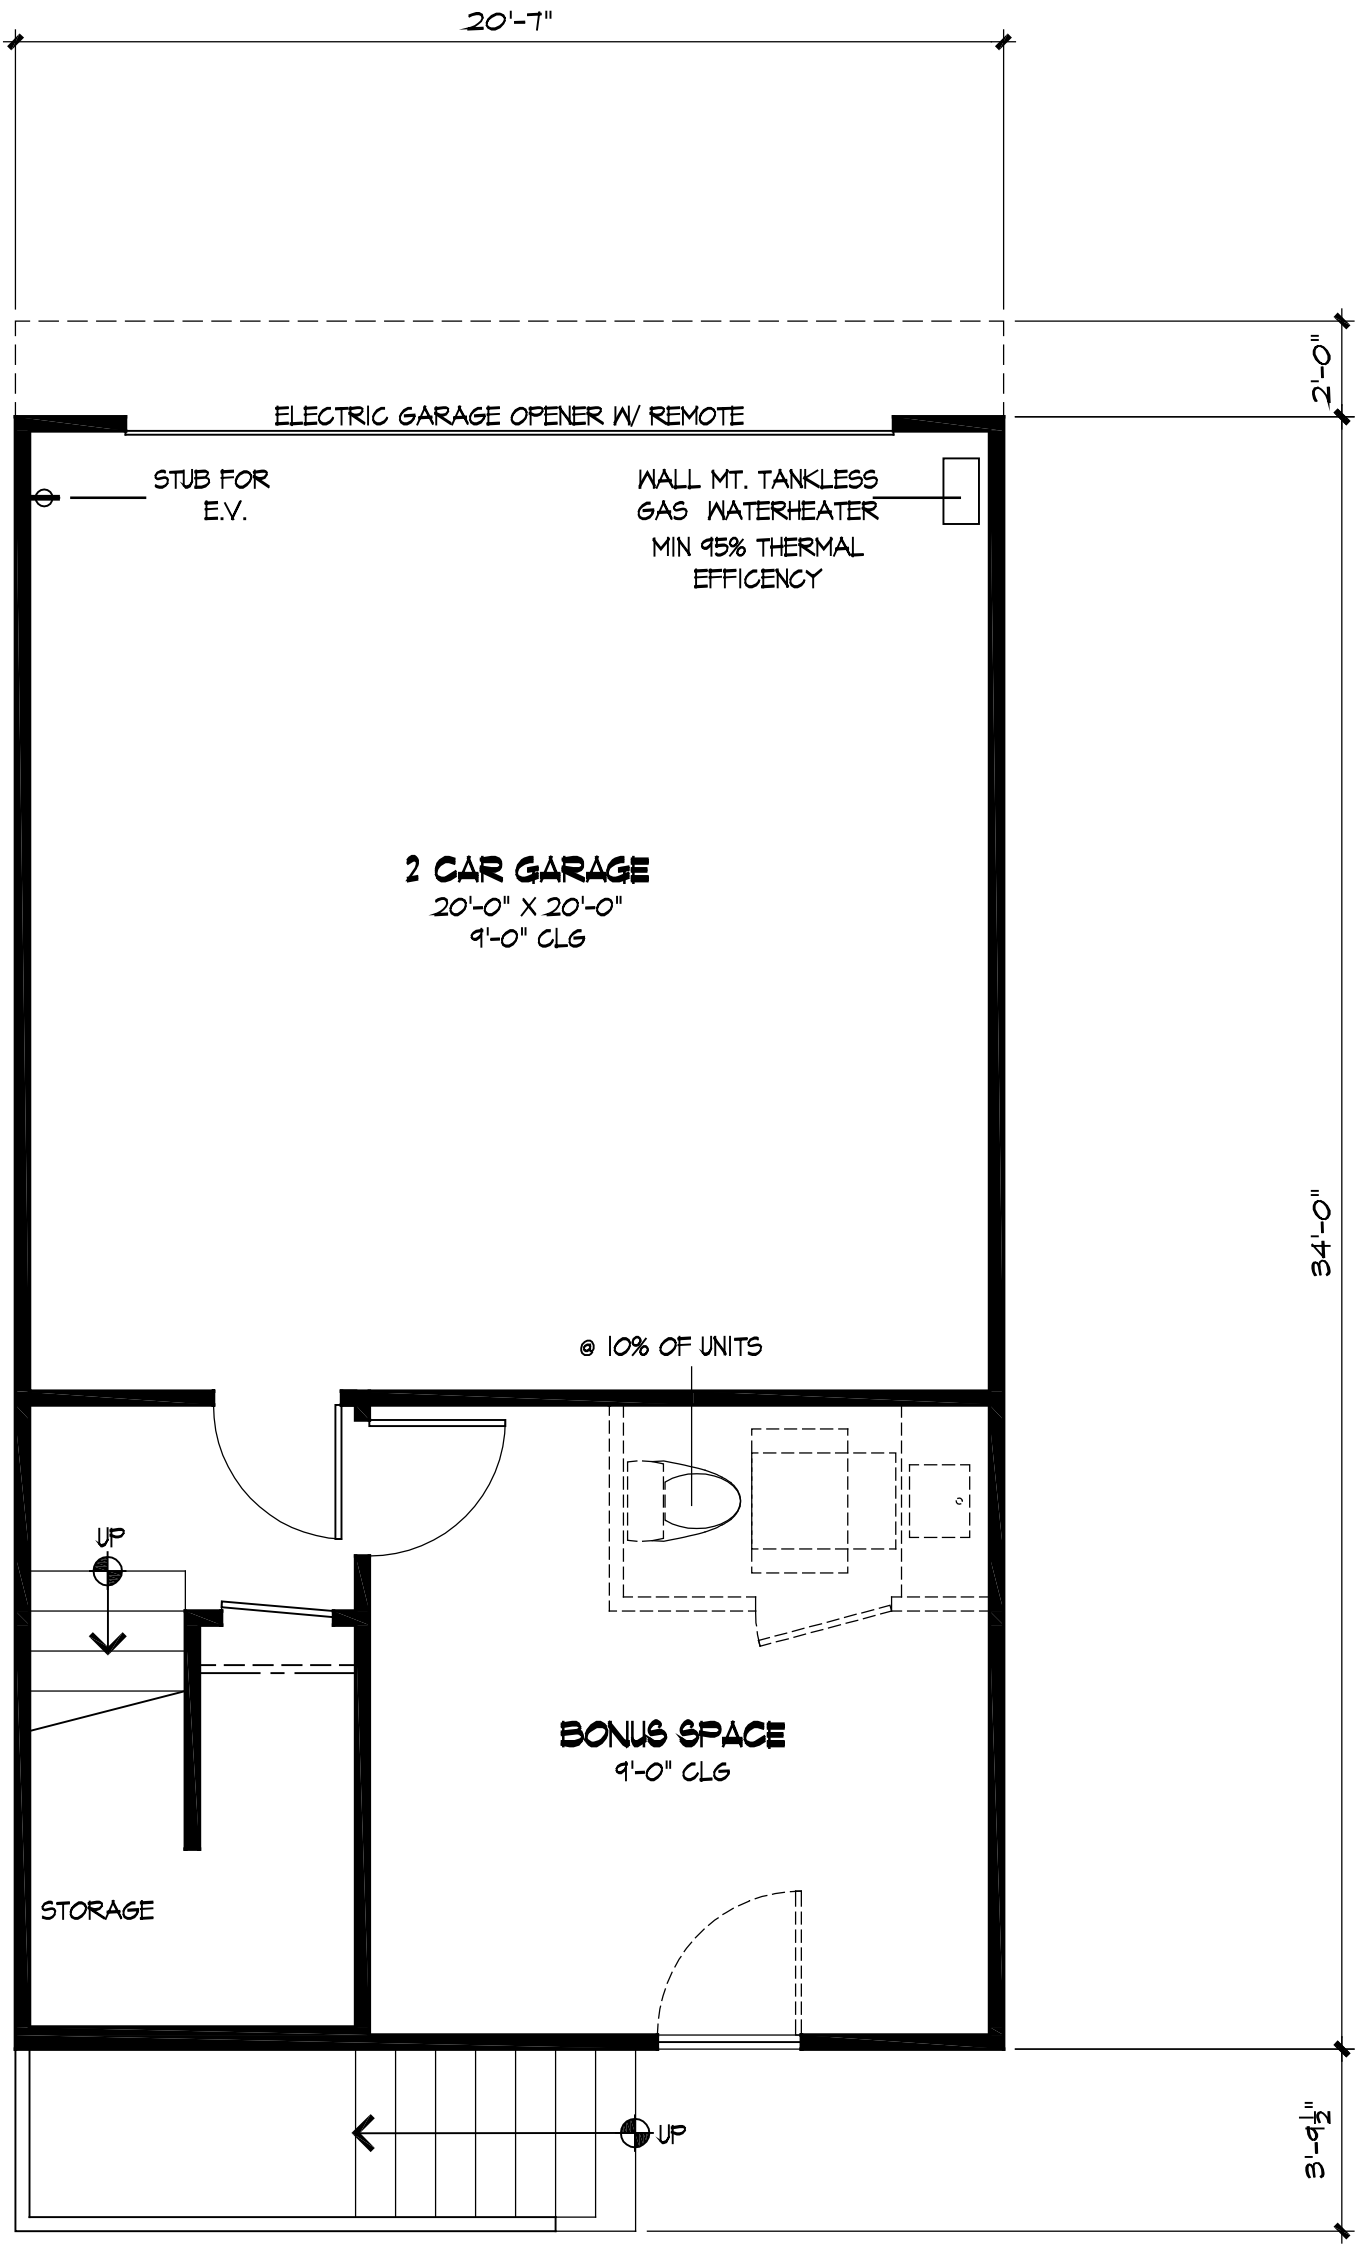 20'-7"
2'-0"
ELECTRIC GARAGE OPENER W/ REMOTE
STUB FOR
E.V.
WALL MT. TANKLESS
GAS WATERHEATER
MIN 95% THERMAL
EFFICENCY
2 CAR GARAGE
20'-0" X 20'-0"
9'-0" CLG
34'-0"
@ 10% OF UNITS
UP
BONUS SPACE
9'-0" CLG
STORAGE
UP
3'-9½"